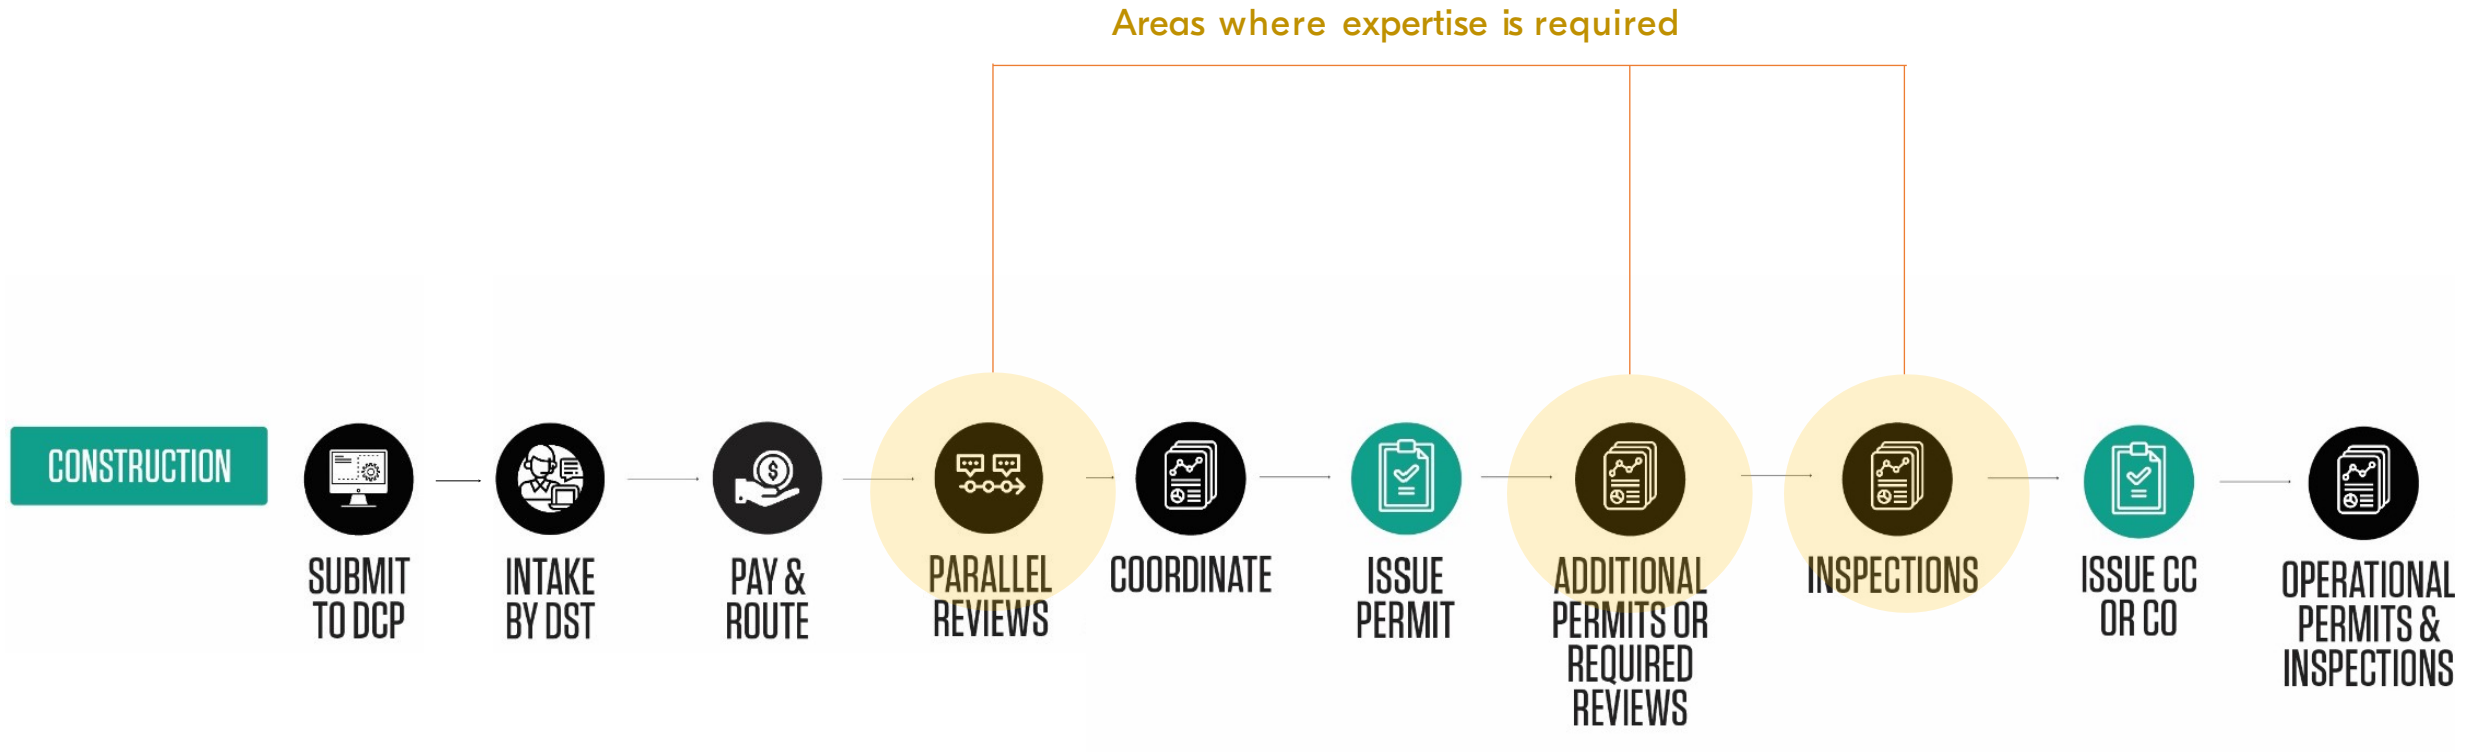 Areas where expertise is required
CONSTRUCTION
SUBMIT
TO DCP
INTAKE
BY DST
$
PAY &
ROUTE
PARALLEL
REVIEWS
COORDINATE
ISSUE
PERMIT
ADDITIONAL
PERMITS OR
REQUIRED
REVIEWS
INSPECTIONS
ISSUE CC
OR CO
OPERATIONAL
PERMITS &
INSPECTIONS